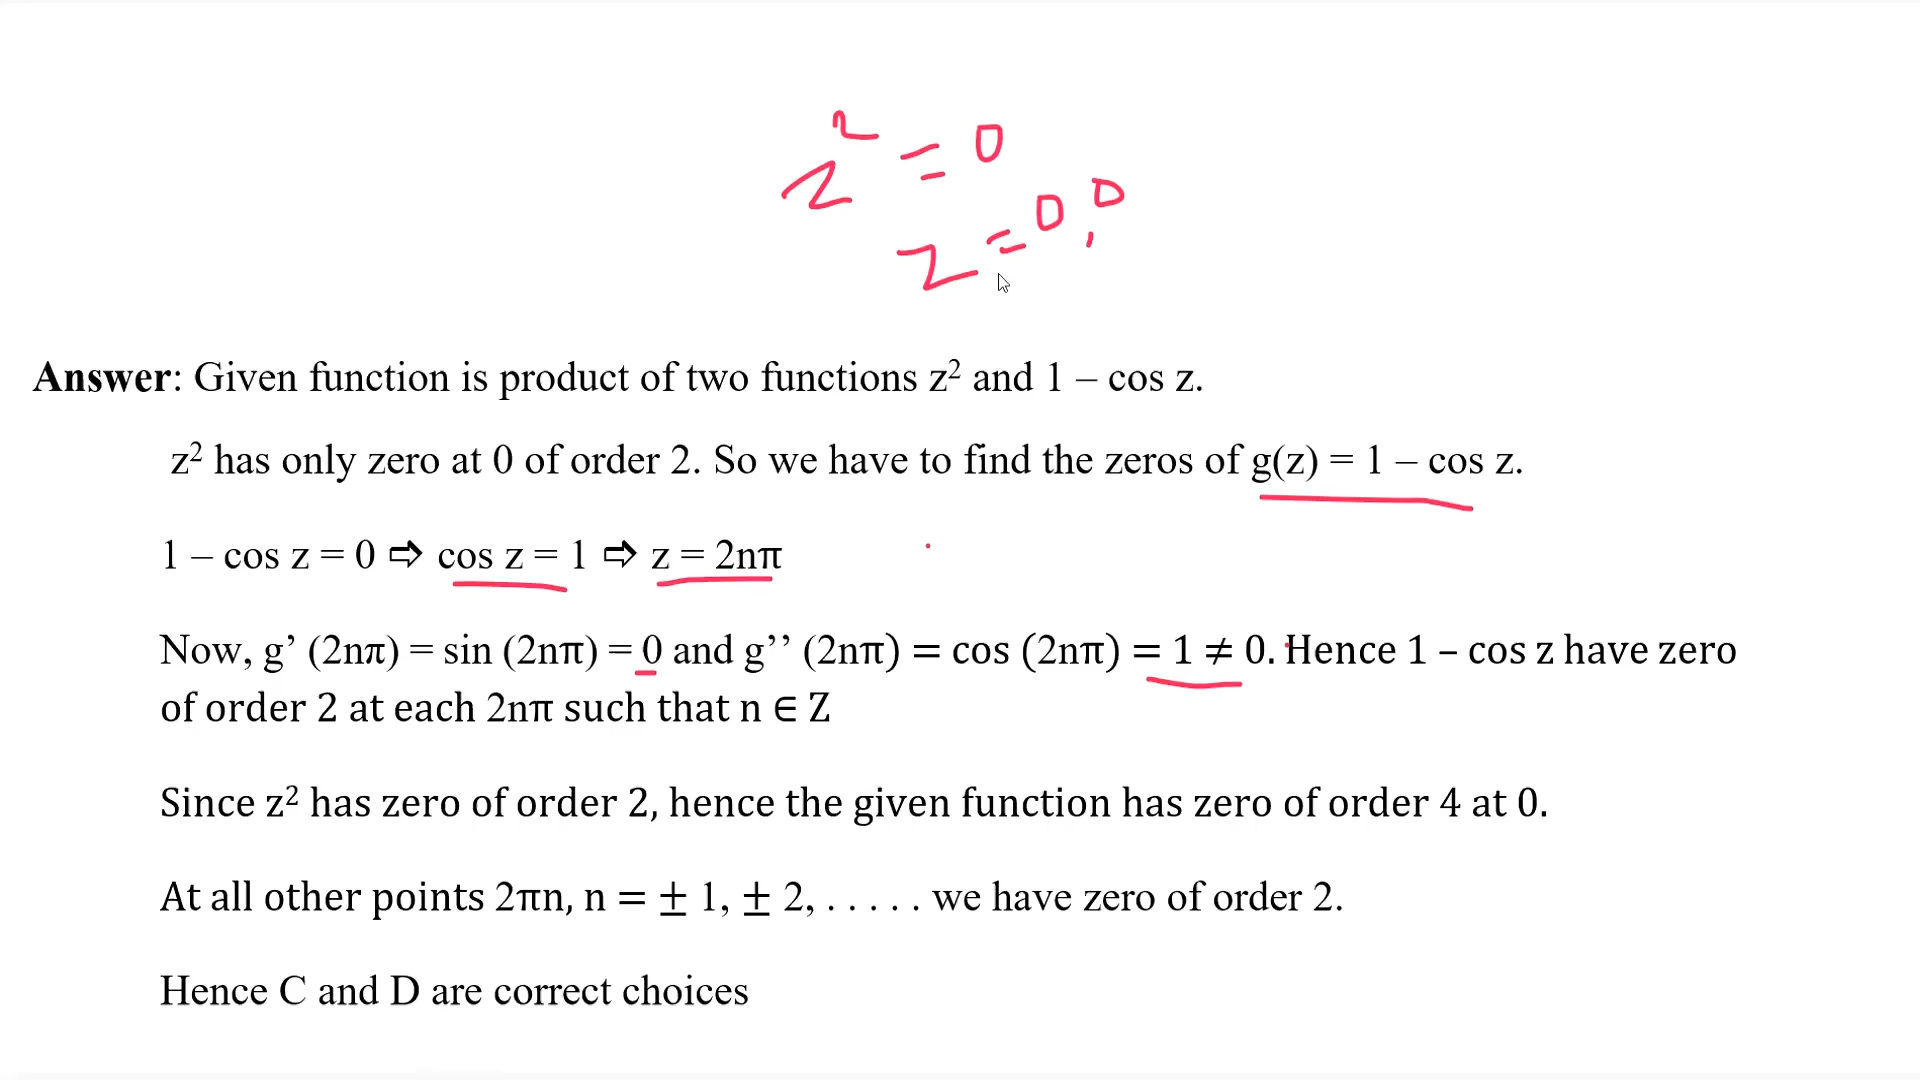 z² = 0
z = 0, 0
Answer: Given function is product of two functions z² and 1 – cos z.
z² has only zero at 0 of order 2. So we have to find the zeros of g(z) = 1 – cos z.
1 – cos z = 0 ⇨ cos z = 1 ⇨ z = 2nπ
Now, g’ (2nπ) = sin (2nπ) = 0 and g’’ (2nπ) = cos (2nπ) = 1 ≠ 0. Hence 1 – cos z have zero
of order 2 at each 2nπ such that n ∈ Z
Since z² has zero of order 2, hence the given function has zero of order 4 at 0.
At all other points 2πn, n = ± 1, ± 2, . . . . . we have zero of order 2.
Hence C and D are correct choices